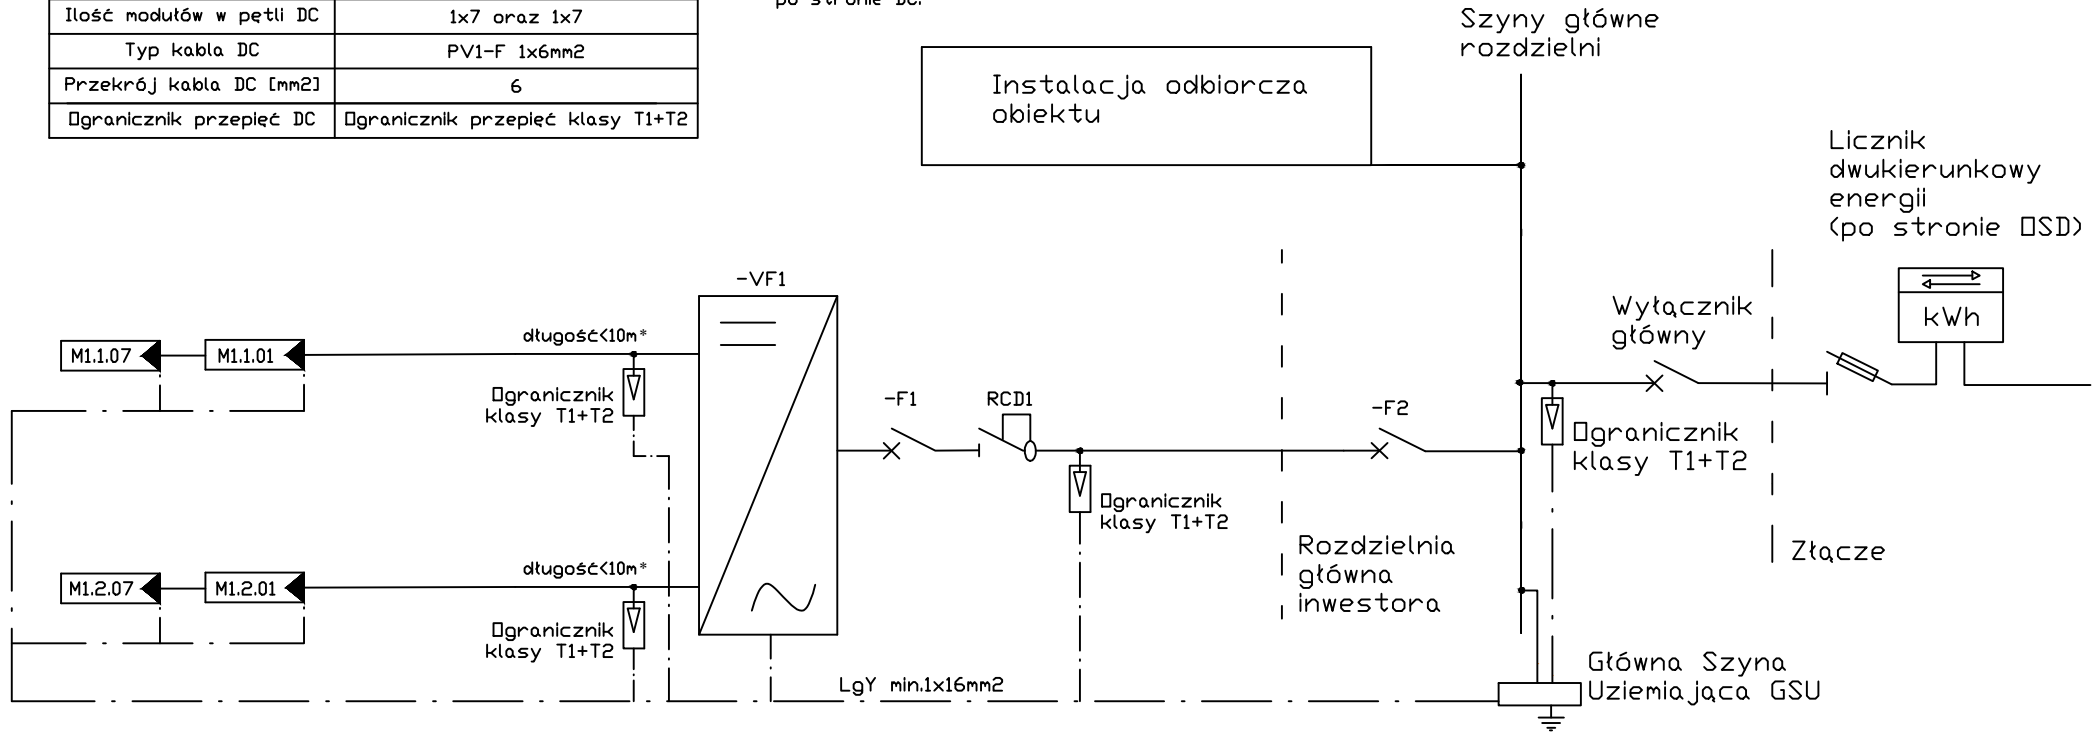 po stronie DC.
Ilość modułów w pętli DC 1x7 oraz 1x7
Typ kabla DC PV1-F 1x6mm2
Przekrój kabla DC [mm2] 6
Ogranicznik przepięć DC Ogranicznik przepięć klasy T1+T2
Szyny główne
rozdzielni
Instalacja odbiorcza
obiektu
Licznik
dwukierunkowy
energii
(po stronie OSD)
kWh
Wyłącznik
główny
-VF1
długość<10m*
M1.1.07
M1.1.01
Ogranicznik
klasy T1+T2
-F1
RCD1
-F2
Ogranicznik
klasy T1+T2
Ogranicznik
klasy T1+T2
Rozdzielnia
główna
inwestora
Złącze
długość<10m*
M1.2.07
M1.2.01
Ogranicznik
klasy T1+T2
LgY min.1x16mm2
Główna Szyna
Uziemiająca GSU